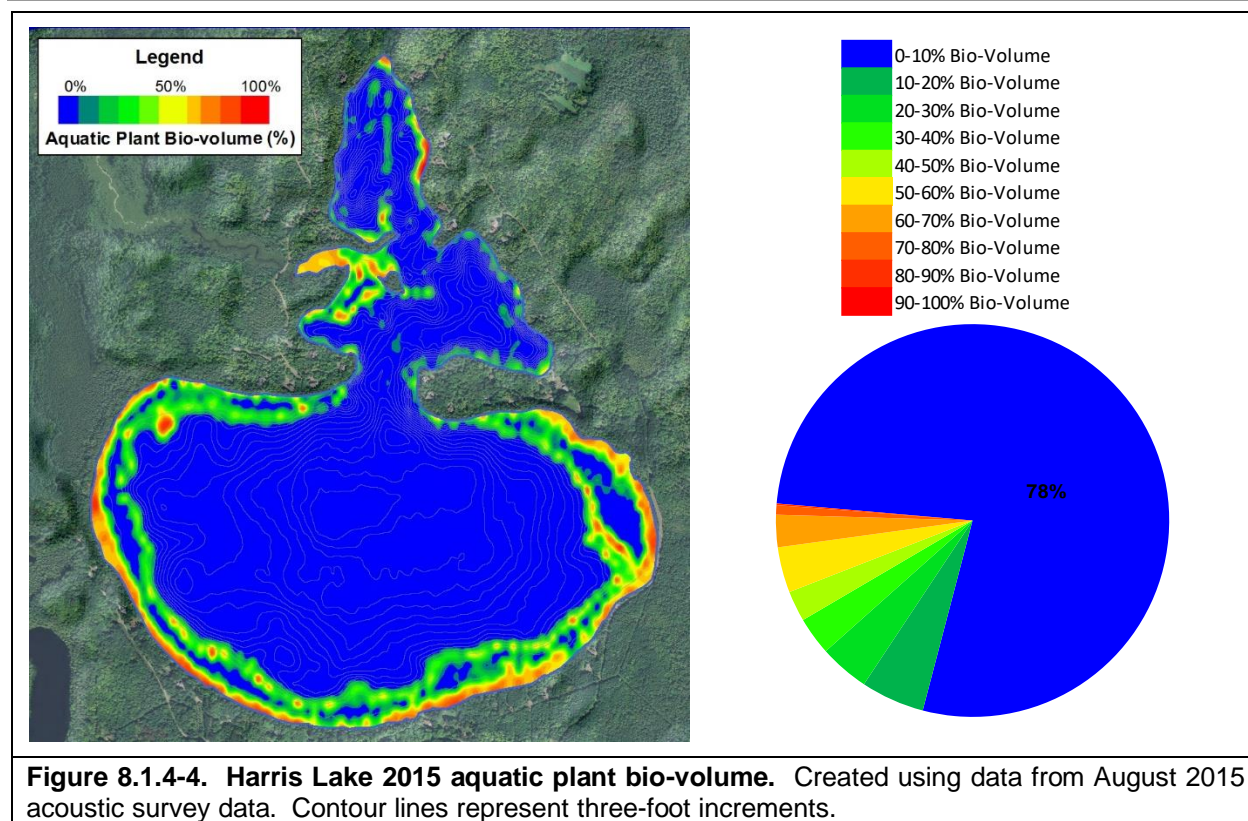 Legend
0% 50% 100%
Aquatic Plant Bio-volume (%)
0-10% Bio-Volume
10-20% Bio-Volume
20-30% Bio-Volume
30-40% Bio-Volume
40-50% Bio-Volume
50-60% Bio-Volume
60-70% Bio-Volume
70-80% Bio-Volume
80-90% Bio-Volume
90-100% Bio-Volume
78%
Figure 8.1.4-4. Harris Lake 2015 aquatic plant bio-volume. Created using data from August 2015
acoustic survey data. Contour lines represent three-foot increments.